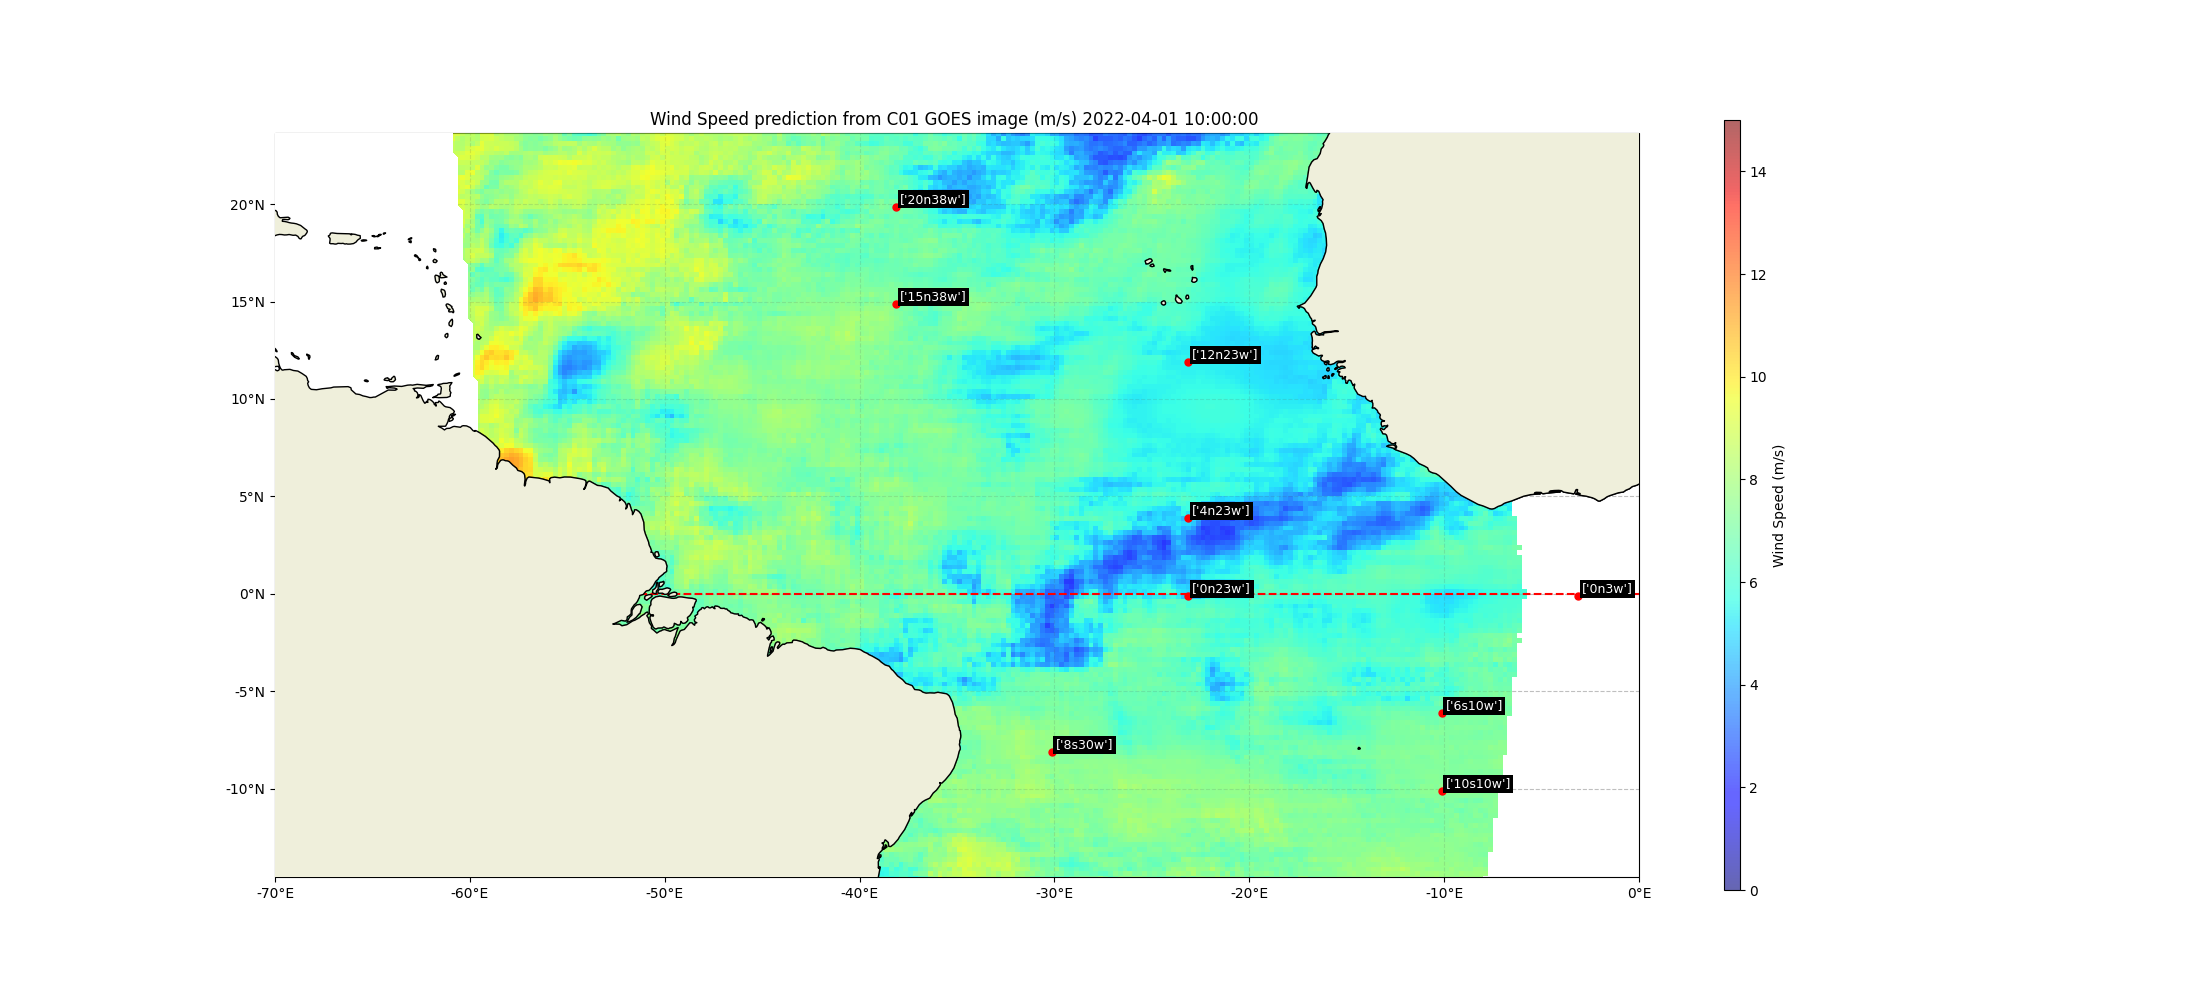 Wind Speed prediction from C01 GOES image (m/s) 2022-04-01 10:00:00
14
12
10
8
6
4
2
0
Wind Speed (m/s)
20°N
15°N
10°N
5°N
0°N
-5°N
-10°N
['20n38w']
['15n38w']
['12n23w']
['4n23w']
['0n23w']
['0n3w']
['6s10w']
['8s30w']
['10s10w']
-70°E
-60°E
-50°E
-40°E
-30°E
-20°E
-10°E
0°E